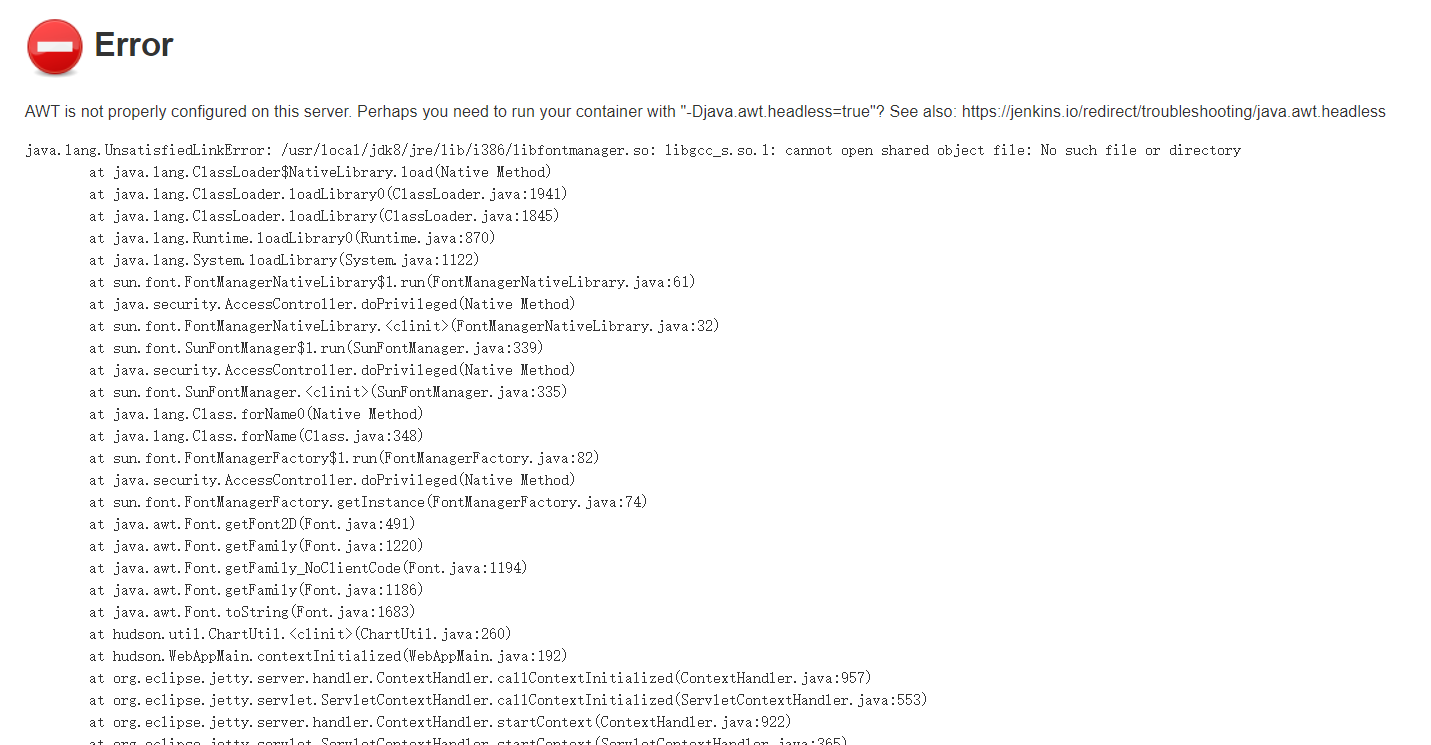 Error
AWT is not properly configured on this server. Perhaps you need to run your container with "-Djava.awt.headless=true"? See also: https://jenkins.io/redirect/troubleshooting/java.awt.headless
java.lang.UnsatisfiedLinkError: /usr/local/jdk8/jre/lib/i386/libfontmanager.so: libgcc_s.so.1: cannot open shared object file: No such file or directory
at java.lang.ClassLoader$NativeLibrary.load(Native Method)
at java.lang.ClassLoader.loadLibrary0(ClassLoader.java:1941)
at java.lang.ClassLoader.loadLibrary(ClassLoader.java:1845)
at java.lang.Runtime.loadLibrary0(Runtime.java:870)
at java.lang.System.loadLibrary(System.java:1122)
at sun.font.FontManagerNativeLibrary$1.run(FontManagerNativeLibrary.java:61)
at java.security.AccessController.doPrivileged(Native Method)
at sun.font.FontManagerNativeLibrary.<clinit>(FontManagerNativeLibrary.java:32)
at sun.font.SunFontManager$1.run(SunFontManager.java:339)
at java.security.AccessController.doPrivileged(Native Method)
at sun.font.SunFontManager.<clinit>(SunFontManager.java:335)
at java.lang.Class.forName0(Native Method)
at java.lang.Class.forName(Class.java:348)
at sun.font.FontManagerFactory$1.run(FontManagerFactory.java:82)
at java.security.AccessController.doPrivileged(Native Method)
at sun.font.FontManagerFactory.getInstance(FontManagerFactory.java:74)
at java.awt.Font.getFont2D(Font.java:491)
at java.awt.Font.getFamily(Font.java:1220)
at java.awt.Font.getFamily_NoClientCode(Font.java:1194)
at java.awt.Font.getFamily(Font.java:1186)
at java.awt.Font.toString(Font.java:1683)
at hudson.util.ChartUtil.<clinit>(ChartUtil.java:260)
at hudson.WebAppMain.contextInitialized(WebAppMain.java:192)
at org.eclipse.jetty.server.handler.ContextHandler.callContextInitialized(ContextHandler.java:957)
at org.eclipse.jetty.servlet.ServletContextHandler.callContextInitialized(ServletContextHandler.java:553)
at org.eclipse.jetty.server.handler.ContextHandler.startContext(ContextHandler.java:922)
at org.eclipse.jetty.servlet.ServletContextHandler.startContext(ServletContextHandler.java:365)